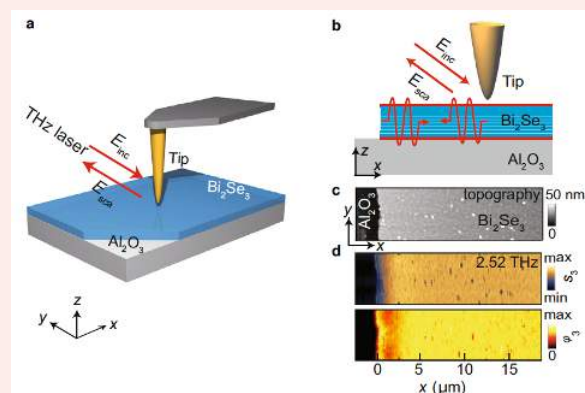 a
THz laser
E_inc
E_sca
Tip
Bi₂Se₃
Al₂O₃
z
y
x
b
E_inc
E_sca
Tip
Bi₂Se₃
Al₂O₃
z
x
c
Al₂O₃
topography
Bi₂Se₃
y
x
50 nm
0
d
2.52 THz
max
s₃
min
max
φ₃
0
0 5 10 15
x (μm)